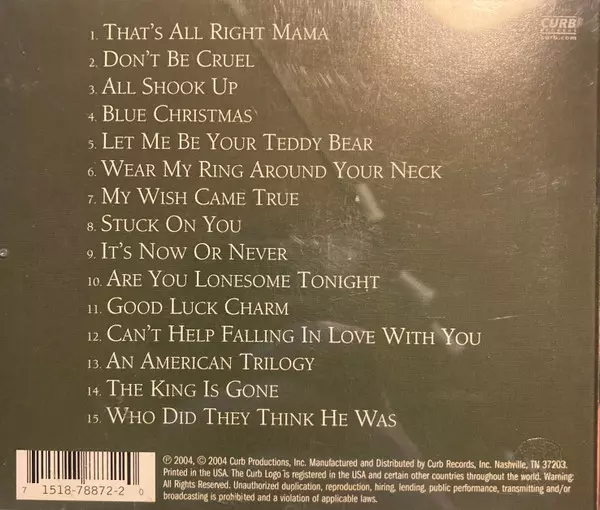 CURB
RECORDS
curb.com
1. THAT'S ALL RIGHT MAMA
2. DON'T BE CRUEL
3. ALL SHOOK UP
4. BLUE CHRISTMAS
5. LET ME BE YOUR TEDDY BEAR
6. WEAR MY RING AROUND YOUR NECK
7. MY WISH CAME TRUE
8. STUCK ON YOU
9. IT'S NOW OR NEVER
10. ARE YOU LONESOME TONIGHT
11. GOOD LUCK CHARM
12. CAN'T HELP FALLING IN LOVE WITH YOU
13. AN AMERICAN TRILOGY
14. THE KING IS GONE
15. WHO DID THEY THINK HE WAS
℗ 2004, © 2004 Curb Productions, Inc. Manufactured and Distributed by Curb Records, Inc. Nashville, TN 37203.
Printed in the USA. The Curb Logo is registered in the USA and certain other countries throughout the world. Warning:
All Rights Reserved. Unauthorized duplication, reproduction, hiring, lending, public performance, transmitting and/or
broadcasting is prohibited and a violation of applicable laws.
7 1518-78872-2 0